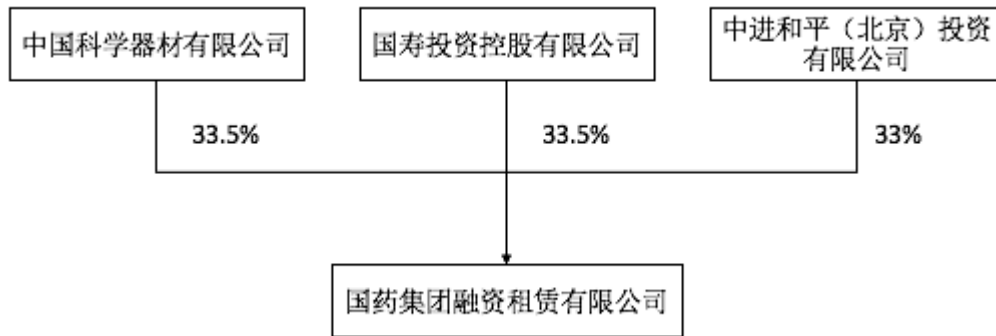 中国科学器材有限公司
国寿投资控股有限公司
中进和平（北京）投资
有限公司
33.5%
33.5%
33%
国药集团融资租赁有限公司